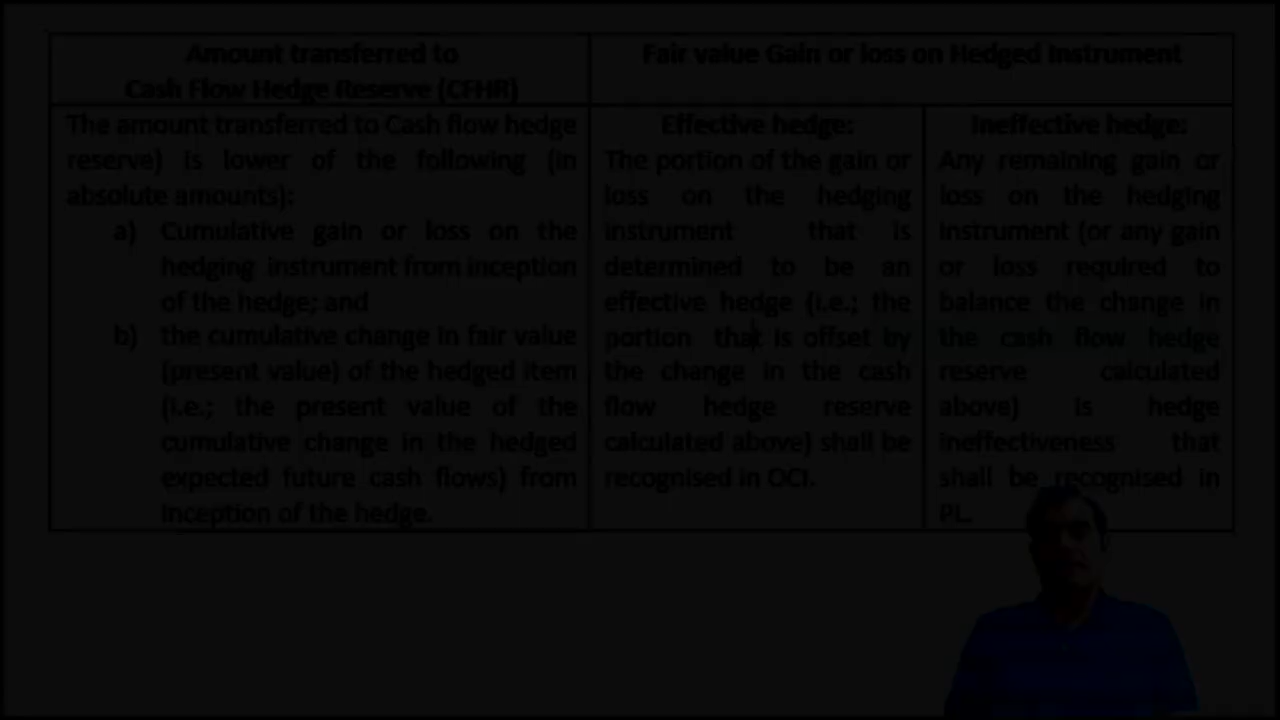 Amount transferred to
Cash Flow Hedge Reserve (CFHR)
Fair value Gain or loss on Hedged Instrument
The amount transferred to Cash flow hedge
reserve) is lower of the following (in
absolute amounts):
a) Cumulative gain or loss on the
hedging instrument from inception
of the hedge; and
b) the cumulative change in fair value
(present value) of the hedged item
(i.e.; the present value of the
cumulative change in the hedged
expected future cash flows) from
inception of the hedge.
Effective hedge:
The portion of the gain or
loss on the hedging
instrument that is
determined to be an
effective hedge (i.e.; the
portion that is offset by
the change in the cash
flow hedge reserve
calculated above) shall be
recognised in OCI.
Ineffective hedge:
Any remaining gain or
loss on the hedging
instrument (or any gain
or loss required to
balance the change in
the cash flow hedge
reserve calculated
above) is hedge
ineffectiveness that
shall be recognised in
PL.